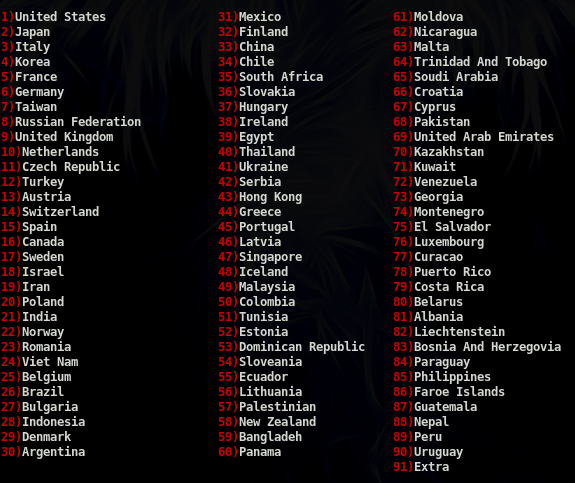 1)United States
2)Japan
3)Italy
4)Korea
5)France
6)Germany
7)Taiwan
8)Russian Federation
9)United Kingdom
10)Netherlands
11)Czech Republic
12)Turkey
13)Austria
14)Switzerland
15)Spain
16)Canada
17)Sweden
18)Israel
19)Iran
20)Poland
21)India
22)Norway
23)Romania
24)Viet Nam
25)Belgium
26)Brazil
27)Bulgaria
28)Indonesia
29)Denmark
30)Argentina
31)Mexico
32)Finland
33)China
34)Chile
35)South Africa
36)Slovakia
37)Hungary
38)Ireland
39)Egypt
40)Thailand
41)Ukraine
42)Serbia
43)Hong Kong
44)Greece
45)Portugal
46)Latvia
47)Singapore
48)Iceland
49)Malaysia
50)Colombia
51)Tunisia
52)Estonia
53)Dominican Republic
54)Sloveania
55)Ecuador
56)Lithuania
57)Palestinian
58)New Zealand
59)Bangladeh
60)Panama
61)Moldova
62)Nicaragua
63)Malta
64)Trinidad And Tobago
65)Soudi Arabia
66)Croatia
67)Cyprus
68)Pakistan
69)United Arab Emirates
70)Kazakhstan
71)Kuwait
72)Venezuela
73)Georgia
74)Montenegro
75)El Salvador
76)Luxembourg
77)Curacao
78)Puerto Rico
79)Costa Rica
80)Belarus
81)Albania
82)Liechtenstein
83)Bosnia And Herzegovia
84)Paraguay
85)Philippines
86)Faroe Islands
87)Guatemala
88)Nepal
89)Peru
90)Uruguay
91)Extra